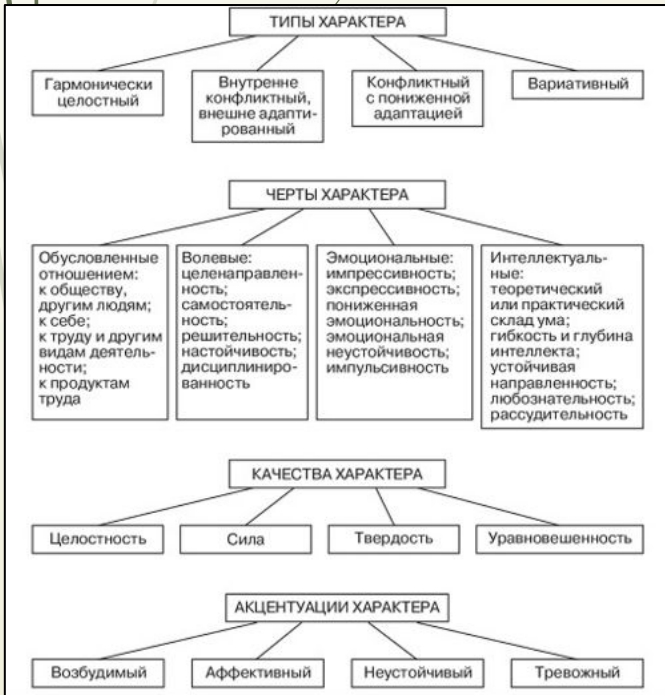 ТИПЫ ХАРАКТЕРА
Гармонически
целостный
Внутренне
конфликтный,
внешне адапти-
рованный
Конфликтный
с пониженной
адаптацией
Вариативный
ЧЕРТЫ ХАРАКТЕРА
Обусловленные
отношением:
к обществу,
другим людям;
к себе;
к труду и другим
видам деятель-
ности;
к продуктам
труда
Волевые:
целенаправлен-
ность;
самостоятель-
ность;
решительность;
настойчивость;
дисциплиниро-
ванность
Эмоциональные:
импрессивность;
экспрессивность;
пониженная
эмоциональность;
эмоциональная
неустойчивость;
импульсивность
Интеллектуаль-
ные:
теоретический
или практический
склад ума;
гибкость и глубина
интеллекта;
устойчивая
направленность;
любознательность;
рассудительность
КАЧЕСТВА ХАРАКТЕРА
Целостность
Сила
Твердость
Уравновешенность
АКЦЕНТУАЦИИ ХАРАКТЕРА
Возбудимый
Аффективный
Неустойчивый
Тревожный